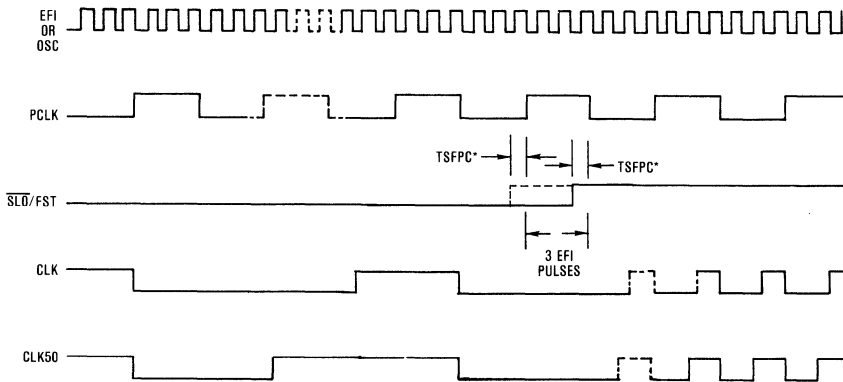 EFI
OR
OSC
PCLK
TSFPC*
TSFPC*
SLO/FST
3 EFI
PULSES
CLK
CLK50